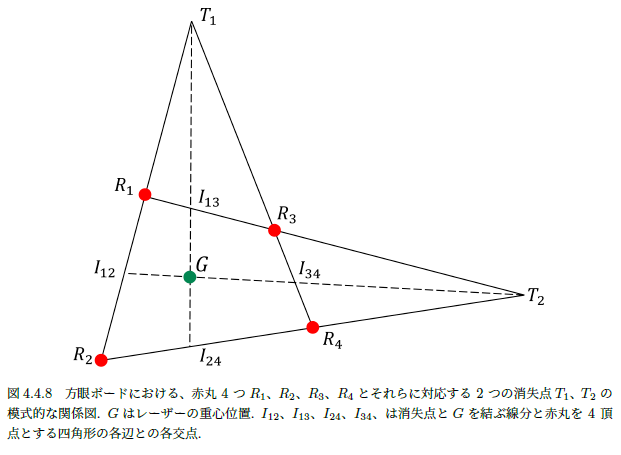 T₁
R₁
I₁₃
R₃
I₁₂
G
I₃₄
T₂
R₂
I₂₄
R₄
図 4.4.8 方眼ボードにおける、赤丸 4 つ R₁、R₂、R₃、R₄ とそれらに対応する 2 つの消失点 T₁、T₂ の
模式的な関係図. G はレーザーの重心位置. I₁₂、I₁₃、I₂₄、I₃₄、は消失点と G を結ぶ線分と赤丸を 4 頂
点とする四角形の各辺との各交点.